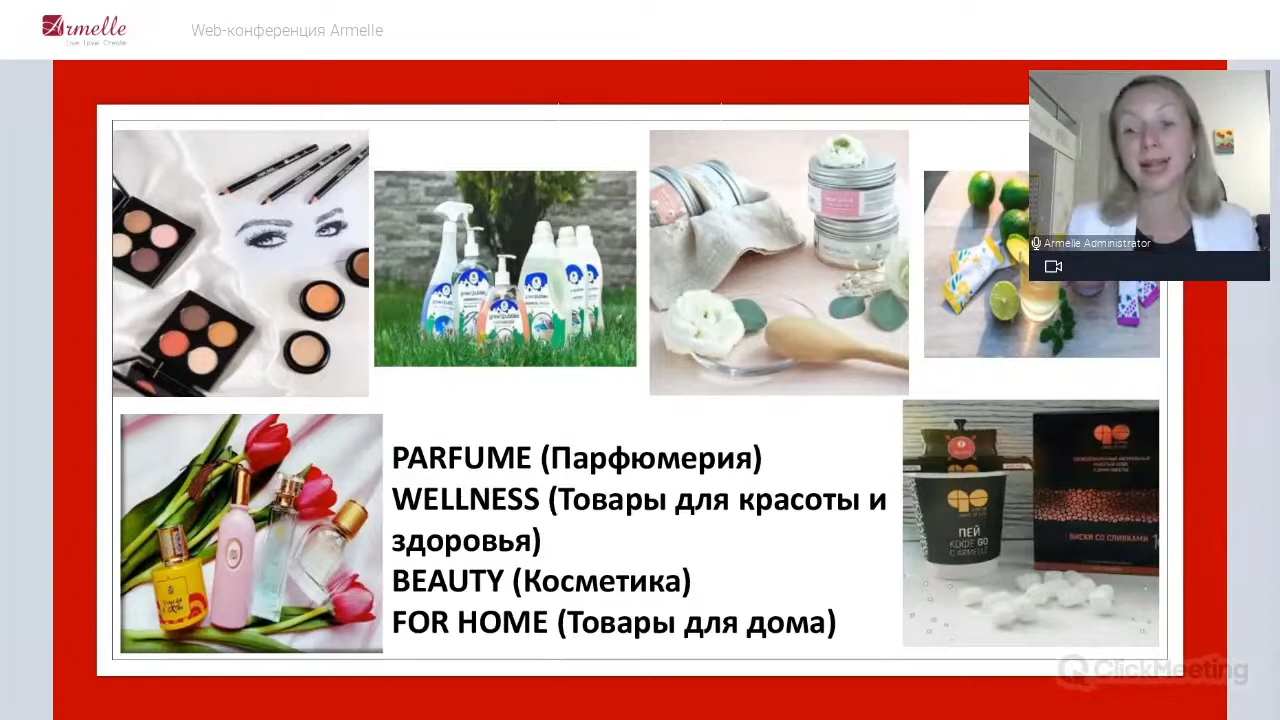 Armelle
Live Love Create
Web-конференция Armelle
Armelle Administrator
PARFUME (Парфюмерия)
WELLNESS (Товары для красоты и
здоровья)
BEAUTY (Косметика)
FOR HOME (Товары для дома)
ПЕЙ
КОФЕ GO
С ARMELLE
ВИСКИ СО СЛИВКАМИ
ClickMeeting